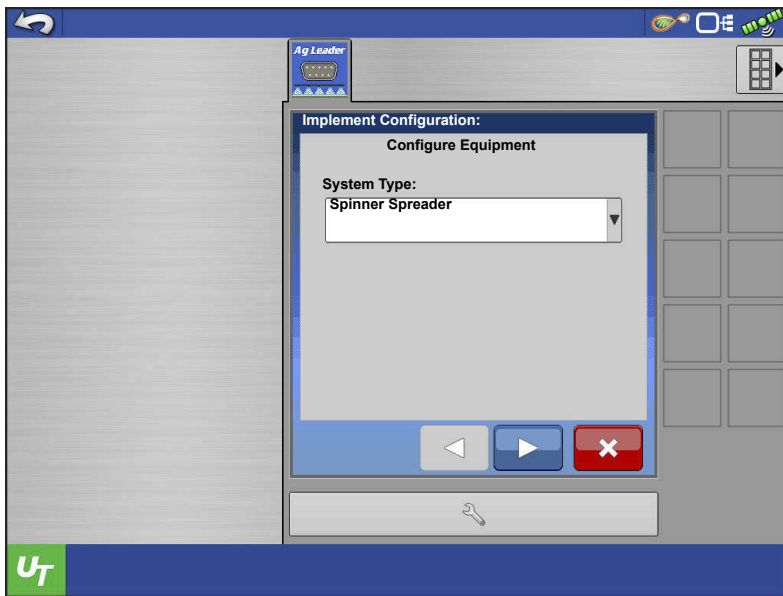 Ag Leader
Implement Configuration:
Configure Equipment
System Type:
Spinner Spreader
UT